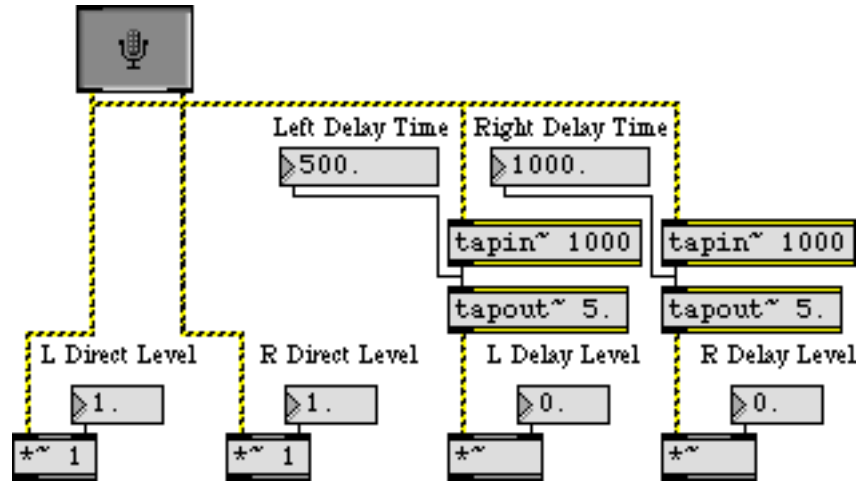 Left Delay Time Right Delay Time
500. 1000.
tapin~ 1000 tapin~ 1000
tapout~ 5. tapout~ 5.
L Direct Level R Direct Level L Delay Level R Delay Level
1. 1. 0. 0.
*~ 1 *~ 1 *~ *~